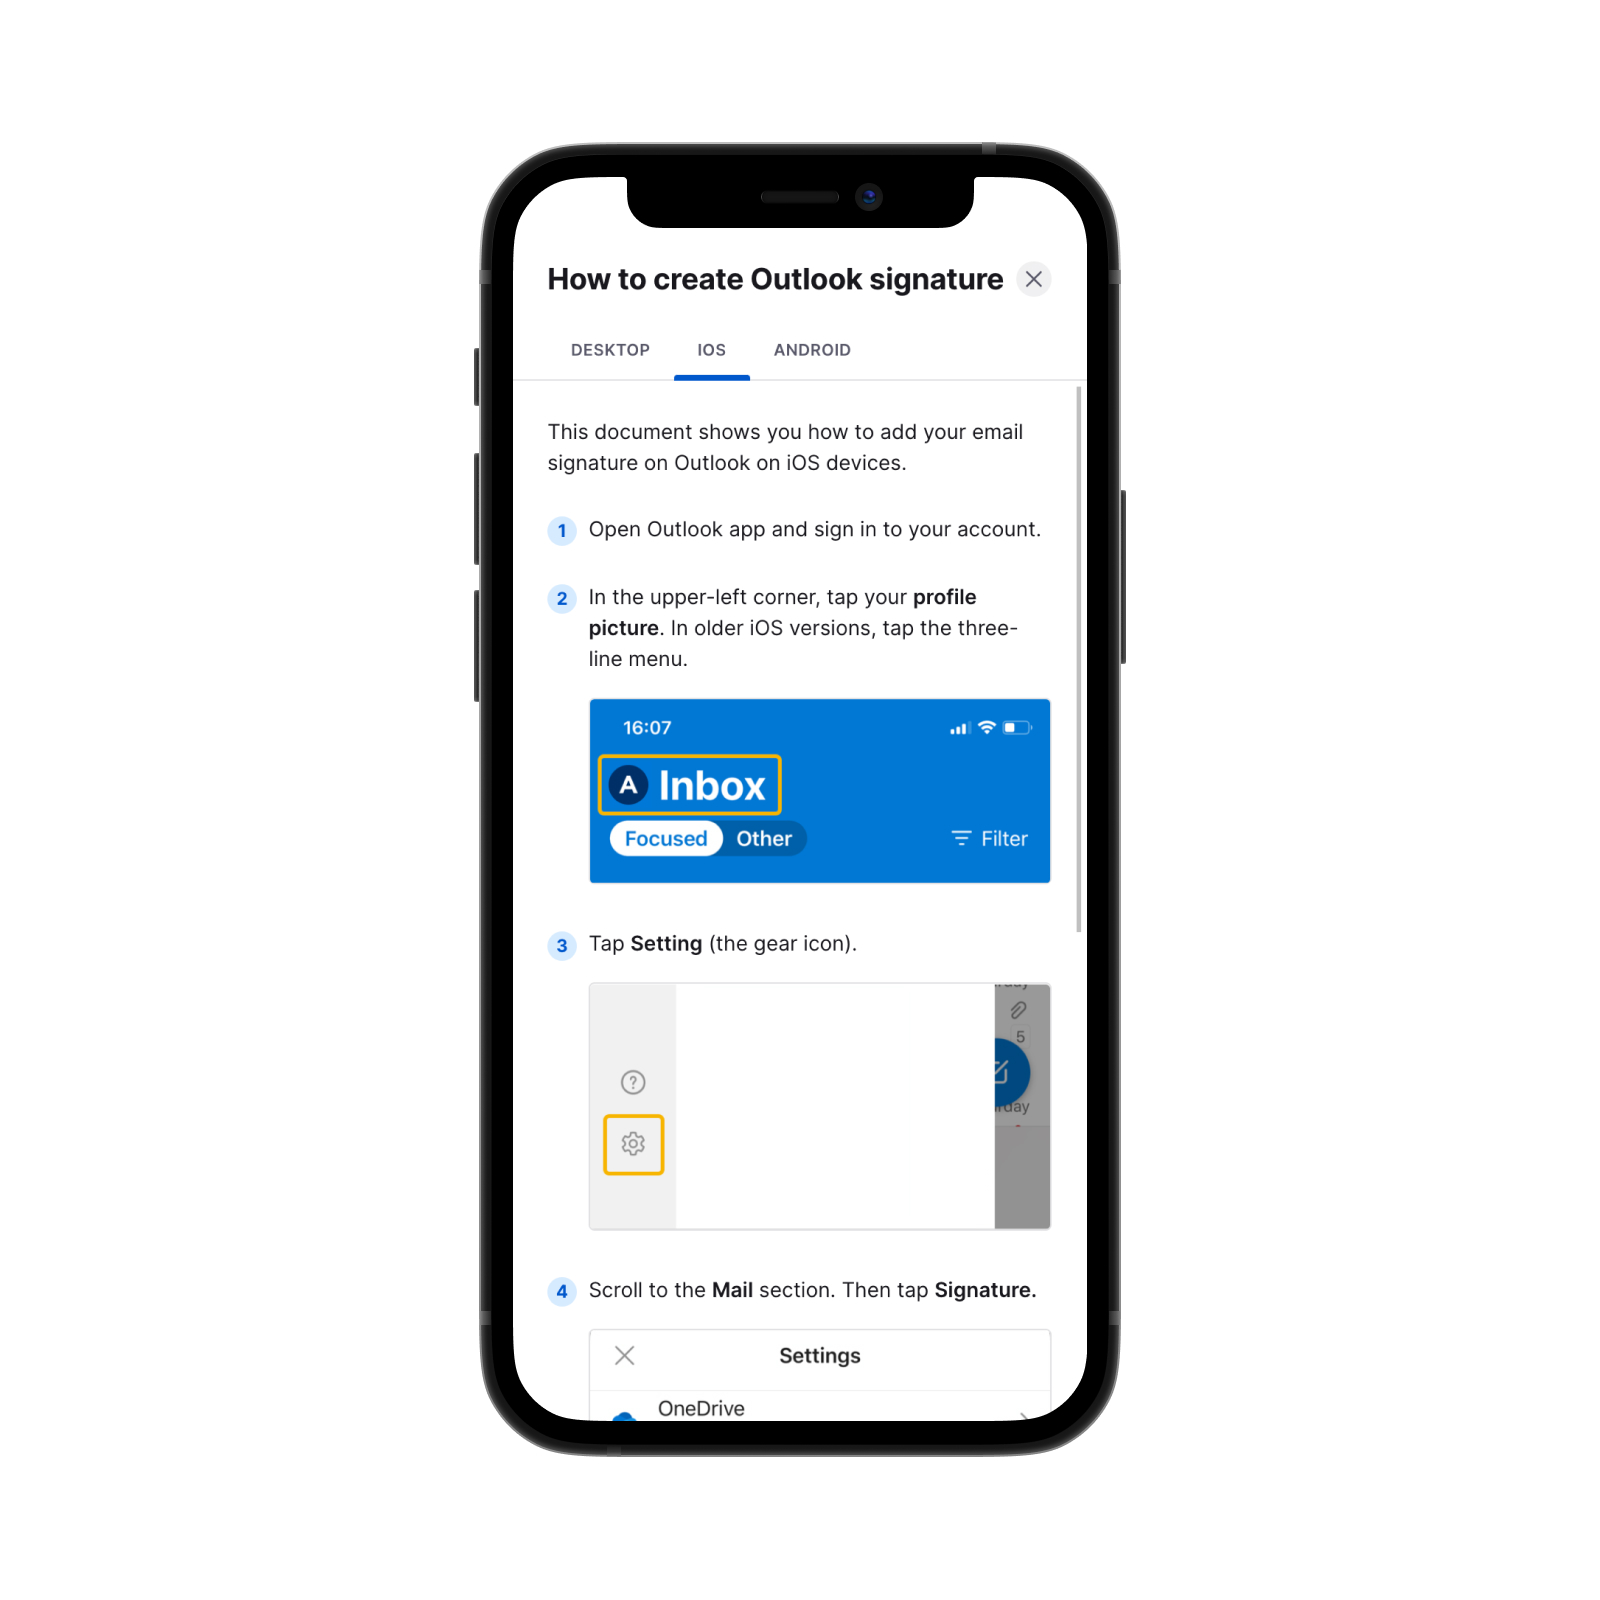 How to create Outlook signature
DESKTOP IOS ANDROID
This document shows you how to add your email
signature on Outlook on iOS devices.
1 Open Outlook app and sign in to your account.
2 In the upper-left corner, tap your profile
picture. In older iOS versions, tap the three-
line menu.
16:07
A Inbox
Focused Other Filter
3 Tap Setting (the gear icon).
5
4 Scroll to the Mail section. Then tap Signature.
Settings
OneDrive